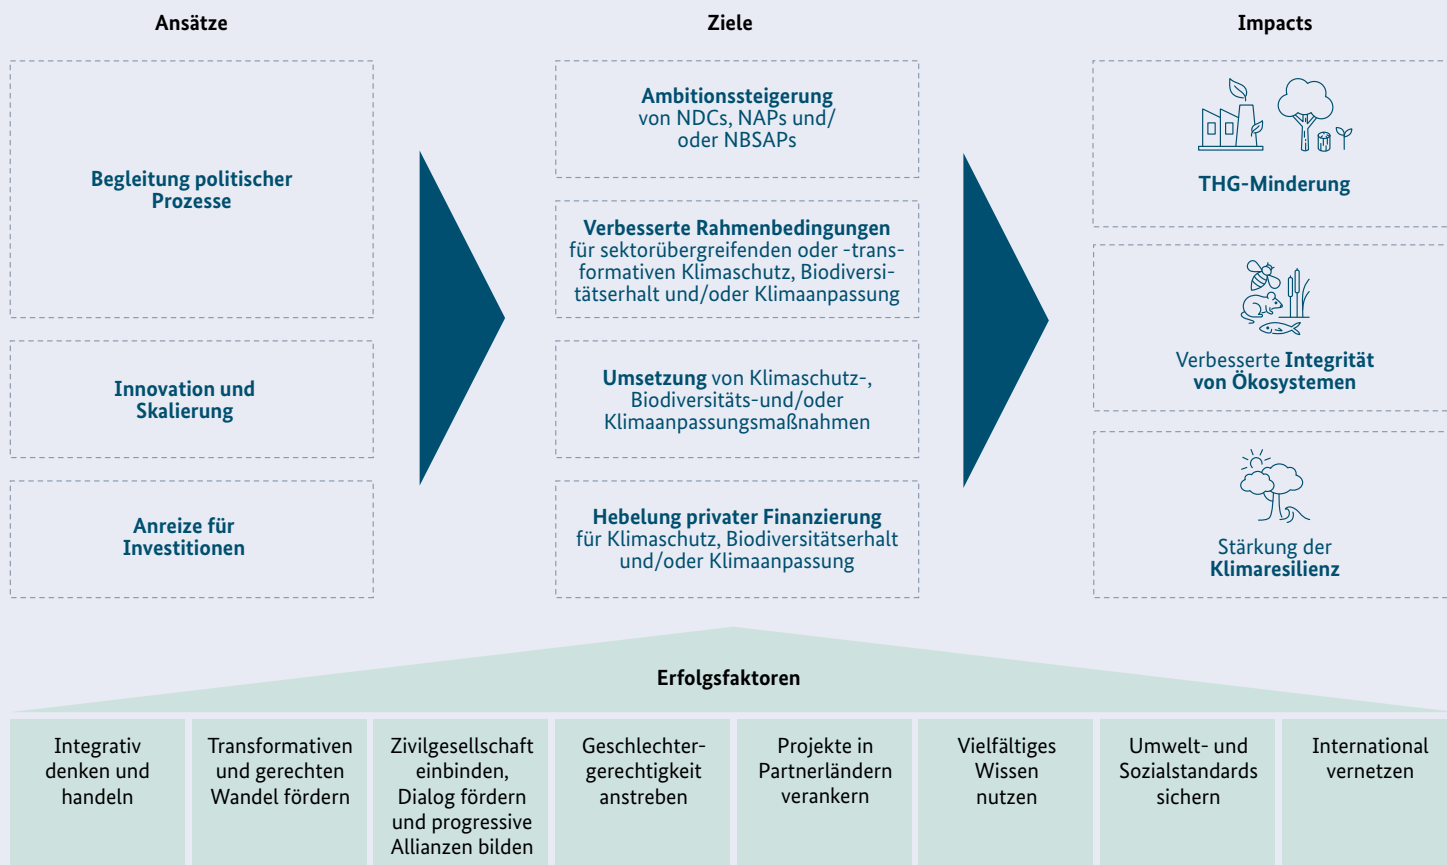 Ansätze
Begleitung politischer
Prozesse
Innovation und
Skalierung
Anreize für
Investitionen
Ziele
Ambitionssteigerung
von NDCs, NAPs und/
oder NBSAPs
Verbesserte Rahmenbedingungen
für sektorübergreifenden oder -trans-
formativen Klimaschutz, Biodiversi-
tätserhalt und/oder Klimaanpassung
Umsetzung von Klimaschutz-,
Biodiversitäts-und/oder
Klimaanpassungsmaßnahmen
Hebelung privater Finanzierung
für Klimaschutz, Biodiversitätserhalt
und/oder Klimaanpassung
Impacts
THG-Minderung
Verbesserte Integrität
von Ökosystemen
Stärkung der
Klimaresilienz
Erfolgsfaktoren
Integrativ
denken und
handeln
Transformativen
und gerechten
Wandel fördern
Zivilgesellschaft
einbinden,
Dialog fördern
und progressive
Allianzen bilden
Geschlechter-
gerechtigkeit
anstreben
Projekte in
Partnerländern
verankern
Vielfältiges
Wissen
nutzen
Umwelt- und
Sozialstandards
sichern
International
vernetzen